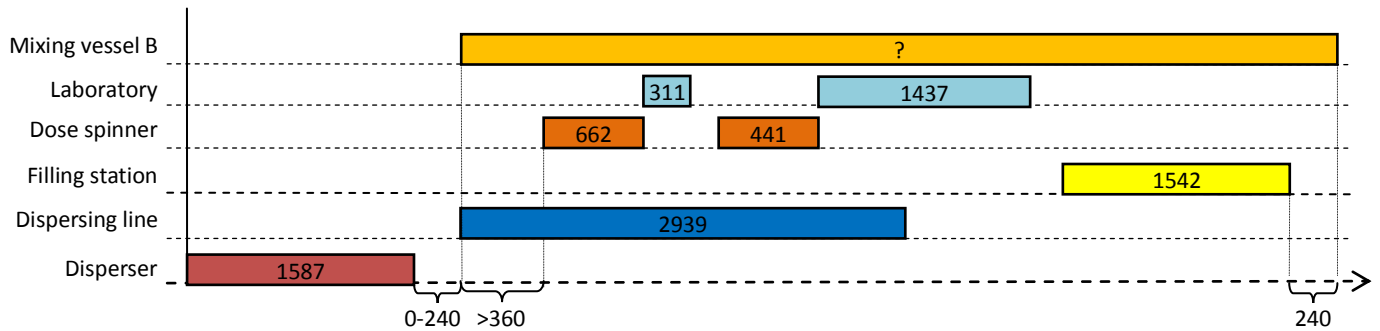 Mixing vessel B ?
Laboratory 311 1437
Dose spinner 662 441
Filling station 1542
Dispersing line 2939
Disperser 1587
0-240 >360 240